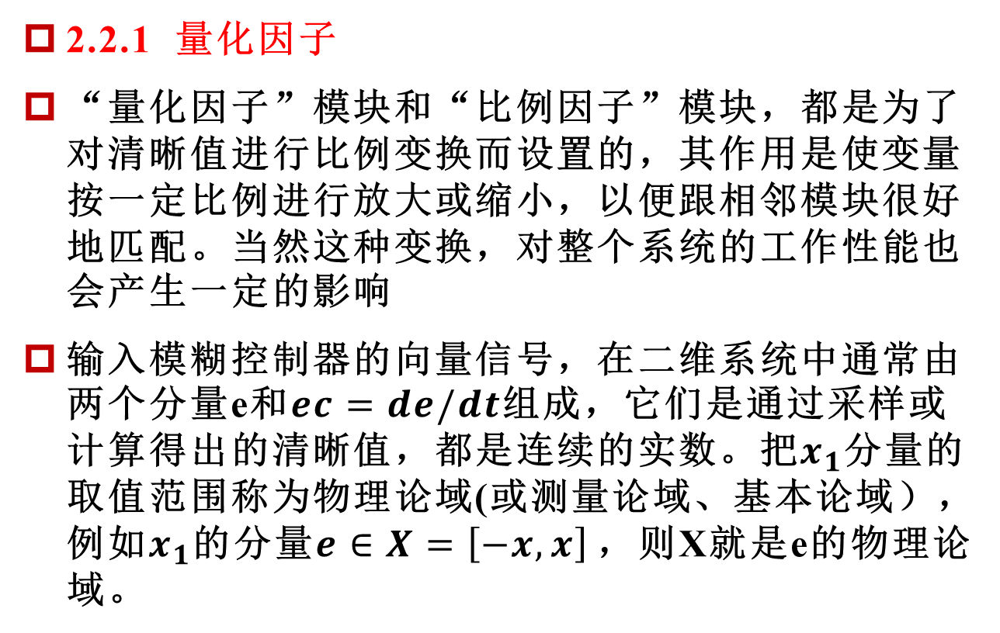 2.2.1 量化因子
“量化因子”模块和“比例因子”模块，都是为了
对清晰值进行比例变换而设置的，其作用是使变量
按一定比例进行放大或缩小，以便跟相邻模块很好
地匹配。当然这种变换，对整个系统的工作性能也
会产生一定的影响
输入模糊控制器的向量信号，在二维系统中通常由
两个分量e和ec = de/dt组成，它们是通过采样或
计算得出的清晰值，都是连续的实数。把x₁分量的
取值范围称为物理论域(或测量论域、基本论域），
例如x₁的分量e ∈ X = [−x, x]，则X就是e的物理论
域。